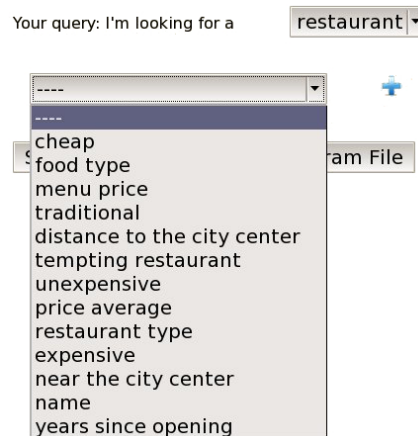 Your query: I'm looking for a restaurant
----
----
cheap
food type
menu price
traditional
distance to the city center
tempting restaurant
unexpensive
price average
restaurant type
expensive
near the city center
name
years since opening
ram File